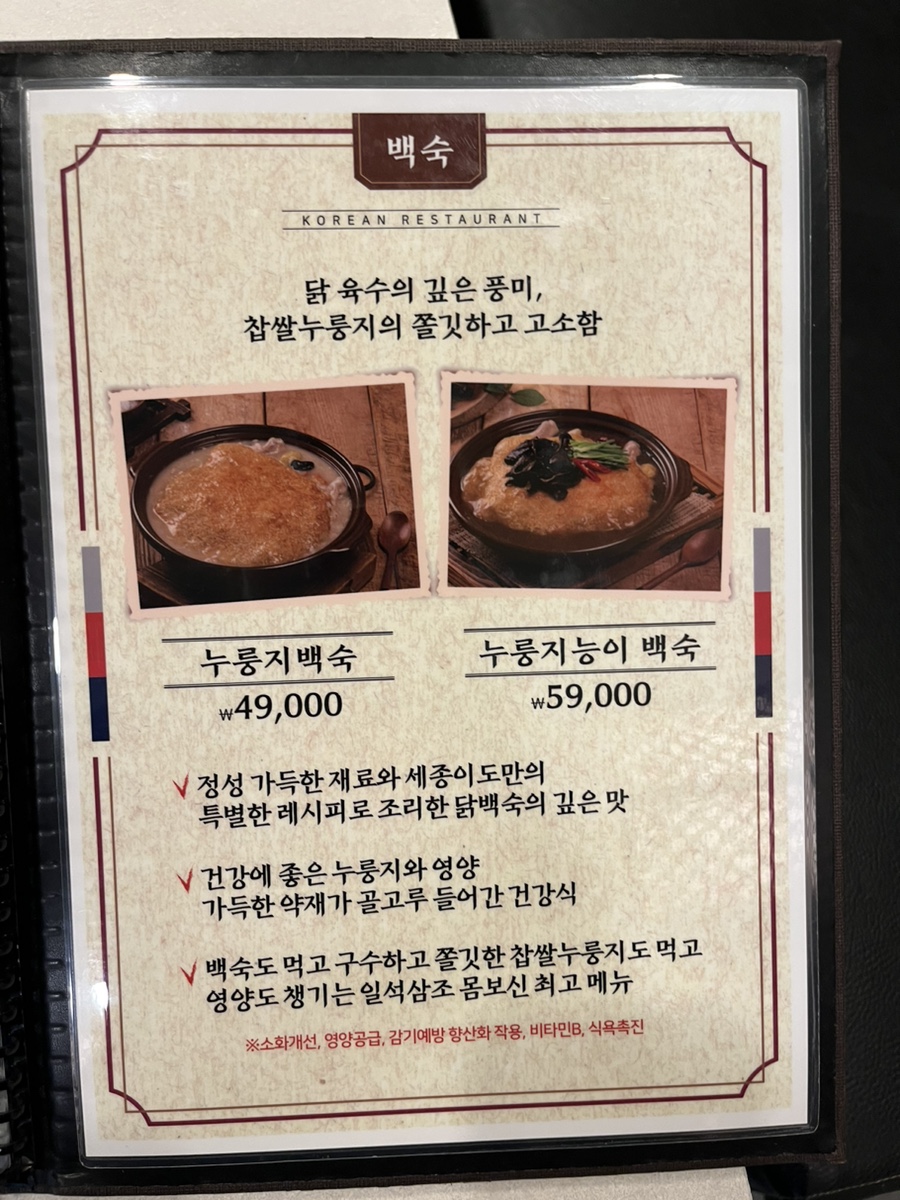 백숙
KOREAN RESTAURANT
닭 육수의 깊은 풍미,
찹쌀누룽지의 쫄깃하고 고소함
누룽지백숙
₩49,000
누룽지능이 백숙
₩59,000
정성 가득한 재료와 세종이도만의
특별한 레시피로 조리한 닭백숙의 깊은 맛
건강에 좋은 누룽지와 영양
가득한 약재가 골고루 들어간 건강식
백숙도 먹고 구수하고 쫄깃한 찹쌀누룽지도 먹고
영양도 챙기는 일석삼조 몸보신 최고 메뉴
※소화개선, 영양공급, 감기예방 향산화 작용, 비타민B, 식욕촉진